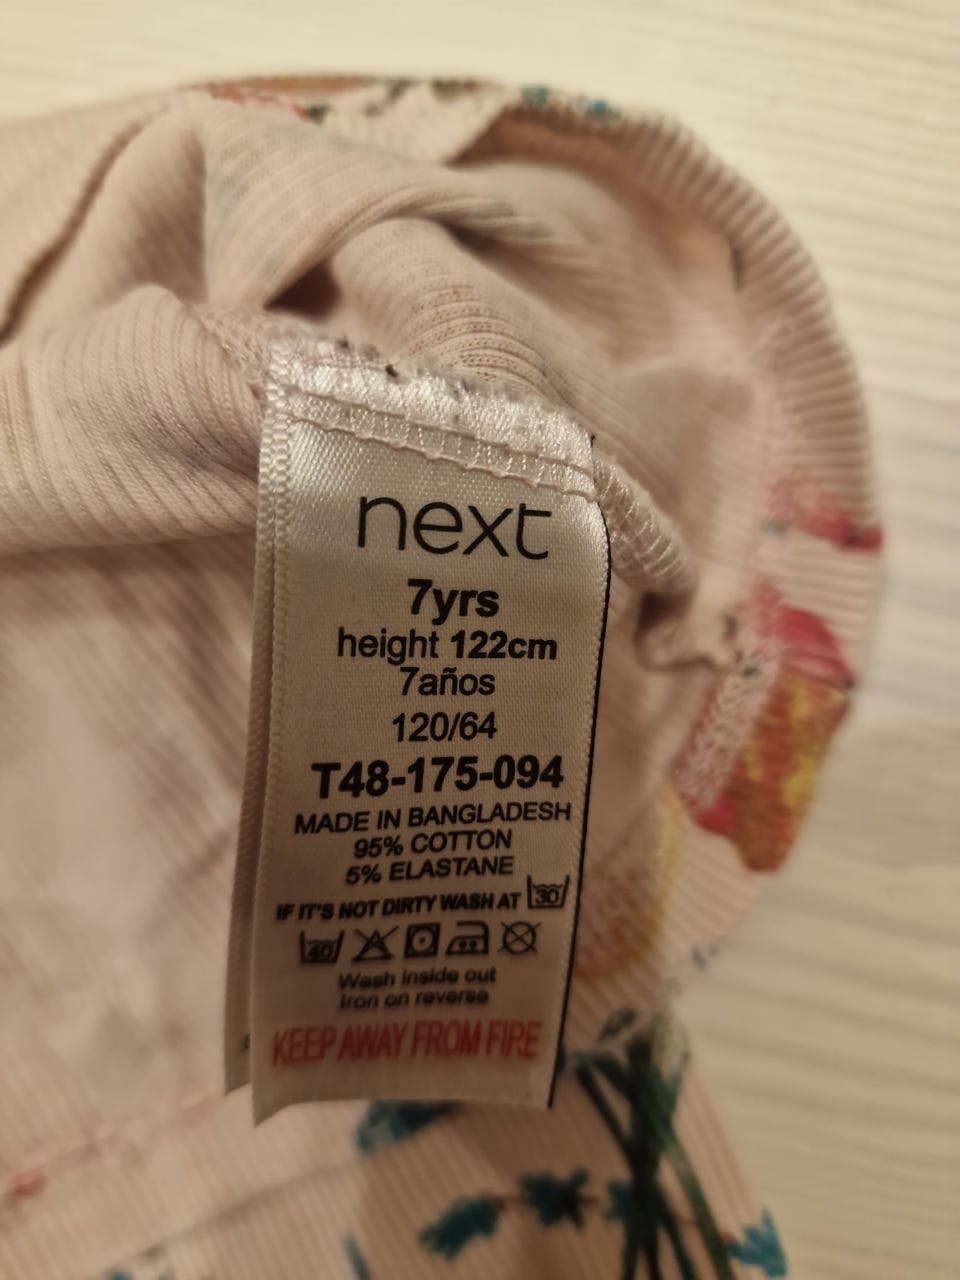 next
7yrs
height 122cm
7años
120/64
T48-175-094
MADE IN BANGLADESH
95% COTTON
5% ELASTANE
IF IT'S NOT DIRTY WASH AT 30
40
Wash inside out
Iron on reverse
KEEP AWAY FROM FIRE